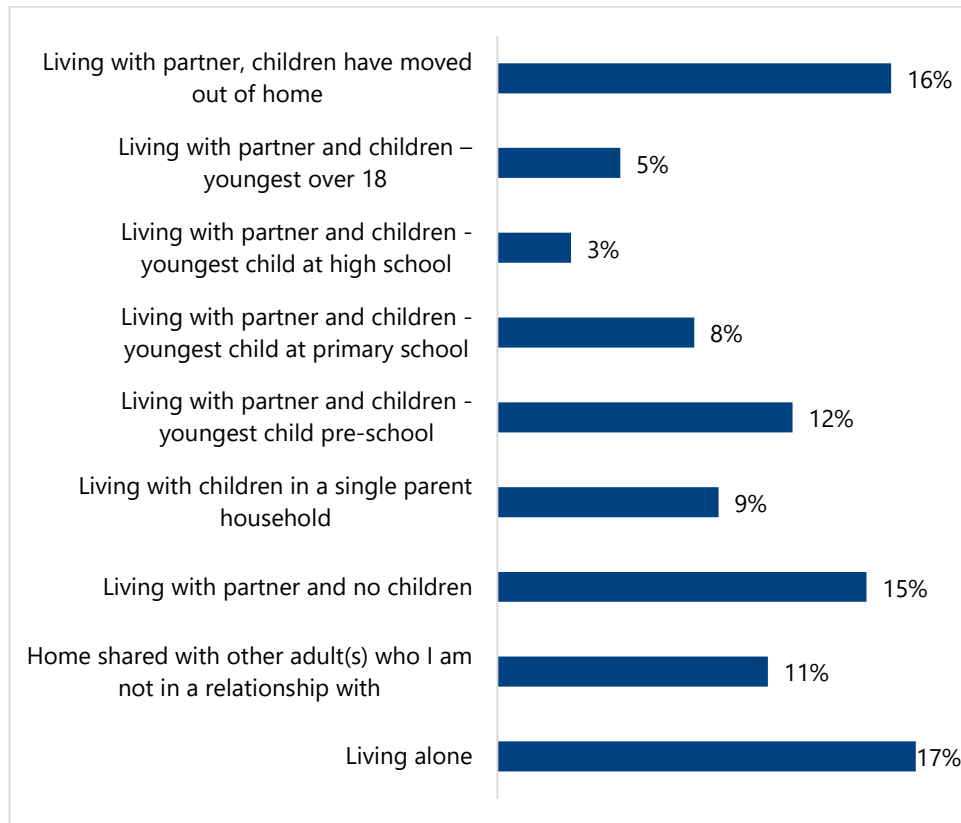 Living with partner, children have moved
out of home
16%
Living with partner and children –
youngest over 18
5%
Living with partner and children -
youngest child at high school
3%
Living with partner and children -
youngest child at primary school
8%
Living with partner and children -
youngest child pre-school
12%
Living with children in a single parent
household
9%
Living with partner and no children
15%
Home shared with other adult(s) who I am
not in a relationship with
11%
Living alone
17%